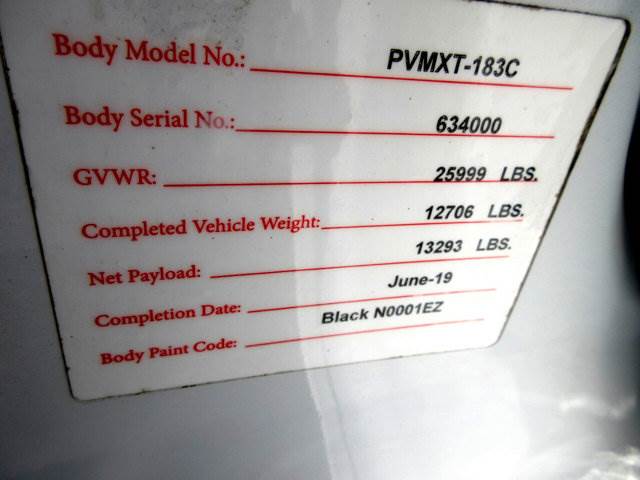 Body Model No.: PVMXT-183C
Body Serial No.: 634000
GVWR: 25999 LBS.
Completed Vehicle Weight: 12706 LBS.
Net Payload: 13293 LBS.
Completion Date: June-19
Body Paint Code: Black N0001EZ